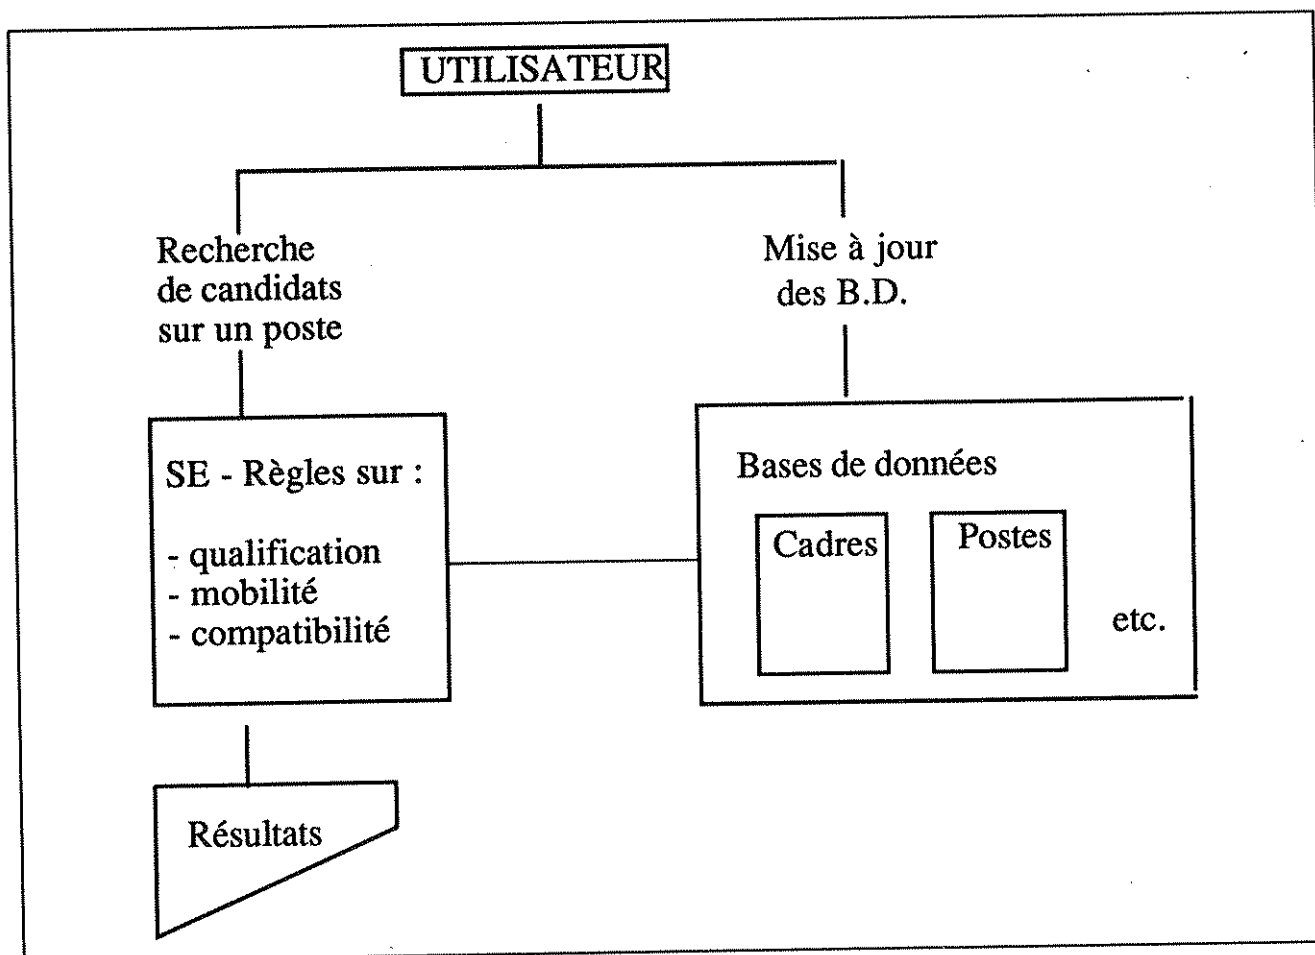 UTILISATEUR
Recherche
de candidats
sur un poste
Mise à jour
des B.D.
SE - Règles sur :
- qualification
- mobilité
- compatibilité
Bases de données
Cadres
Postes
etc.
Résultats